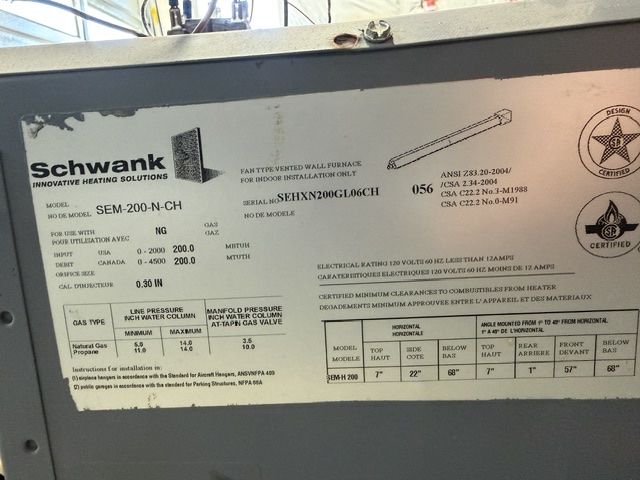 Schwank
INNOVATIVE HEATING SOLUTIONS
MODEL
NO DE MODEL SEM-200-N-CH
FAN TYPE VENTED WALL FURNACE
FOR INDOOR INSTALLATION ONLY
SERIAL NO SEHXN200GL06CH 056
NO DE MODELE
ANSI Z83.20-2004/
/CSA 2.34-2004
CSA C22.2 No.3-M1988
CSA C22.2 No.0-M91
DESIGN
CERTIFIED
CERTIFIED
FOR USE WITH NG GAS
POUR UTILISATION AVEC GAZ
INPUT USA 0 - 2000 200.0 MBTUH
DEBIT CANADA 0 - 4500 200.0 MTUTH
ORIFICE SIZE
CAL D'INJECTEUR 0.30 IN
ELECTRICAL RATING 120 VOLTS 60 HZ LESS THAN 12AMPS
CARATERISTIQUES ELECTRIQUES 120 VOLTS 60 HZ MOINS DE 12 AMPS
CERTIFIED MINIMUM CLEARANCES TO COMBUSTIBLES FROM HEATER
DEGADEMENTS MINIMUM APPROUVEE ENTRE L'APPAREIL ET DES MATERIAUX
GAS TYPE LINE PRESSURE INCH WATER COLUMN MANFOLD PRESSURE INCH WATER COLUMN AT-TAPIN GAS VALVE
MINIMUM MAXIMUM
Natural Gas 5.0 14.0 3.5
Propane 11.0 14.0 10.0
Instructions for installation in:
(1) airplane hangers in accordance with the Standard for Aircraft Hangers, ANSI/NFPA 409
(2) public garages in accordance with Standard for Parking Structures, NFPA 88A
HORIZONTAL HORIZONTALE ANGLE MOUNTED FROM 1° TO 45° FROM HORIZONTAL
1° A 45° DE L'HORIZONTAL
MODEL TOP SIDE BELOW TOP REAR FRONT BELOW
MODELE HAUT COTE BAS HAUT ARRIERE DEVANT BAS
SEM-H 200 7" 22" 68" 7" 1" 57" 68"